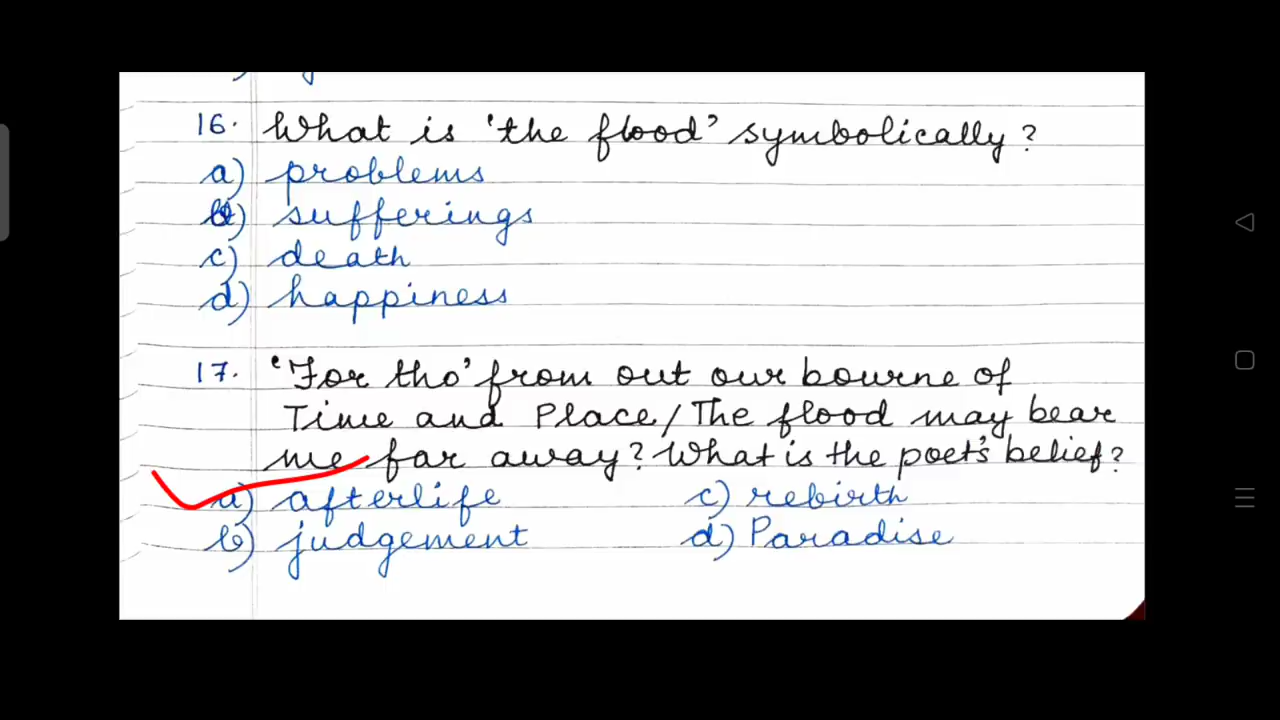 16. What is 'the flood' symbolically?
a) problems
b) sufferings
c) death
d) happiness
17. 'For tho' from out our bourne of
Time and Place/The flood may bear
me far away? What is the poet's belief?
a) afterlife c) rebirth
b) judgement d) Paradise